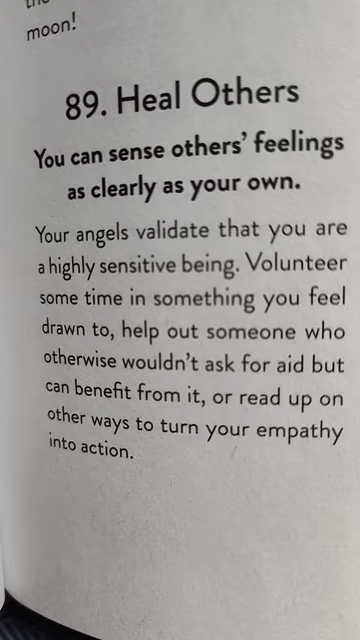 the
moon!
89. Heal Others
You can sense others' feelings
as clearly as your own.
Your angels validate that you are
a highly sensitive being. Volunteer
some time in something you feel
drawn to, help out someone who
otherwise wouldn't ask for aid but
can benefit from it, or read up on
other ways to turn your empathy
into action.